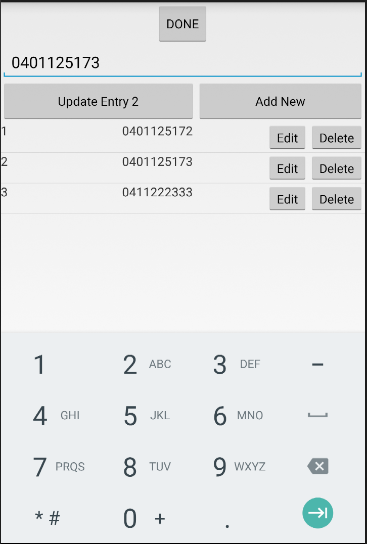 DONE
0401125173
Update Entry 2 Add New
1 0401125172 Edit Delete
2 0401125173 Edit Delete
3 0411222333 Edit Delete
1 2 ABC 3 DEF -
4 GHI 5 JKL 6 MNO
7 PRQS 8 TUV 9 WXYZ
* # 0 + .